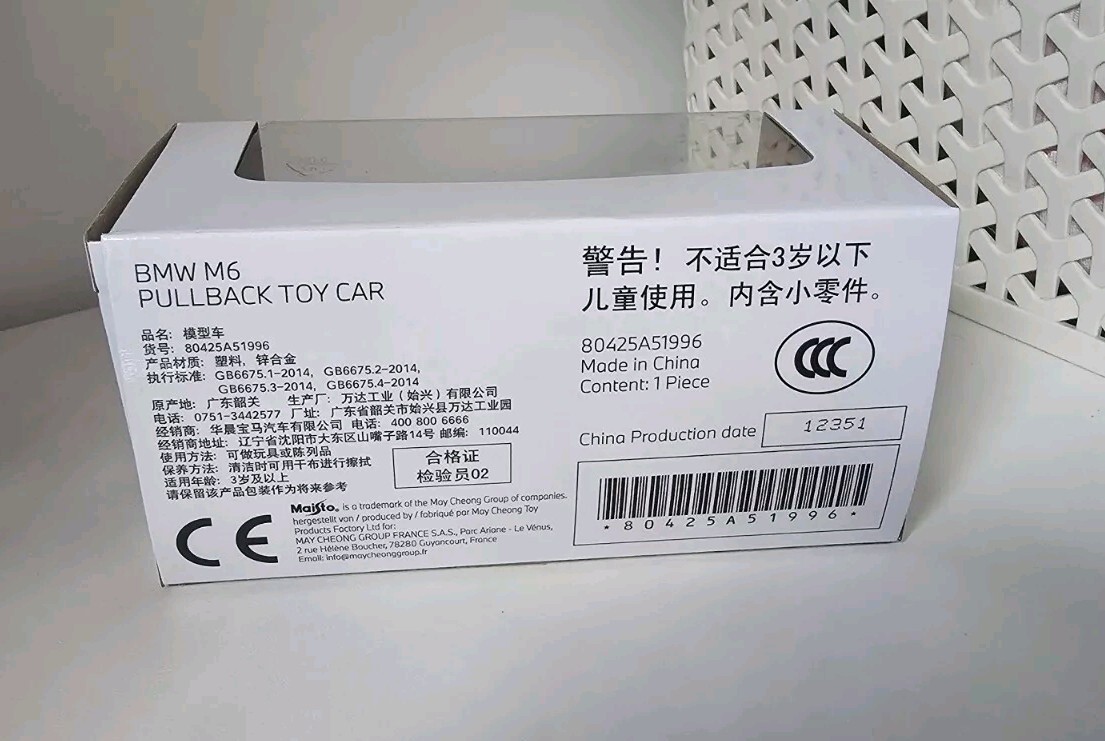 BMW M6
PULLBACK TOY CAR
品名: 模型车
货号: 80425A51996
产品材质: 塑料, 锌合金
执行标准: GB6675.1-2014, GB6675.2-2014,
GB6675.3-2014, GB6675.4-2014
原产地: 广东韶关 生产厂: 万达工业（始兴）有限公司
电话: 0751-3442577 厂址: 广东省韶关市始兴县万达工业园
经销商: 华晨宝马汽车有限公司 电话: 400 800 6666
经销商地址: 辽宁省沈阳市大东区山嘴子路14号 邮编: 110044
使用方法: 可做玩具或陈列品
保养方法: 清洁时可用干布进行擦拭
适用年龄: 3岁及以上
请保留该产品包装作为将来参考
合格证
检验员02
CE
Maisto® is a trademark of the May Cheong Group of companies.
hergestellt von / produced by / fabriqué par May Cheong Toy
Products Factory Ltd for:
MAY CHEONG GROUP FRANCE S.A.S., Parc Ariane - Le Vénus,
2 rue Hélène Boucher, 78280 Guyancourt, France
Email: info@maycheonggroup.fr
警告！不适合3岁以下
儿童使用。内含小零件。
80425A51996
Made in China
Content: 1 Piece
CCC
China Production date 12351
*80425A51996*